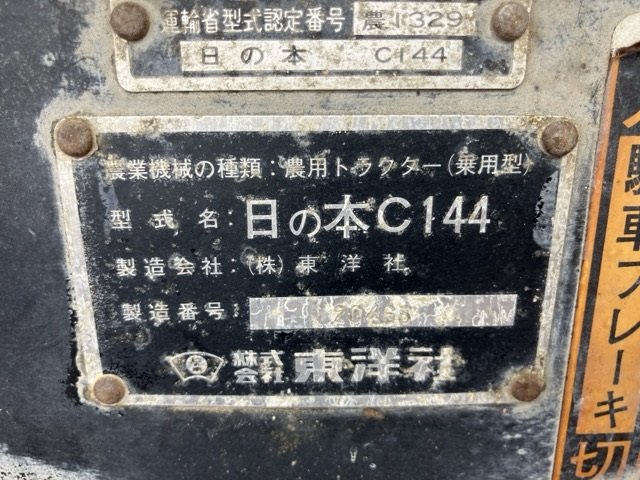 運輸省型式認定番号 農1329
日の本 C144
農業機械の種類:農用トラクター(乗用型)
型式名:日の本C144
製造会社:(株)東洋社
製造番号:
株式会社 東洋社
駐車ブレーキ
切